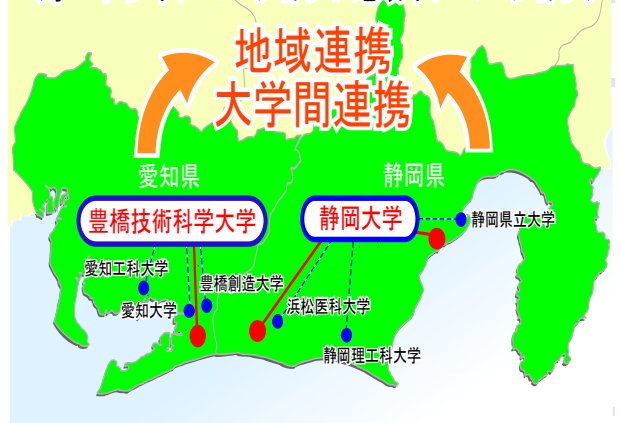 地域連携
大学間連携
愛知県
静岡県
豊橋技術科学大学
静岡大学
静岡県立大学
愛知工科大学
豊橋創造大学
愛知大学
浜松医科大学
静岡理工科大学